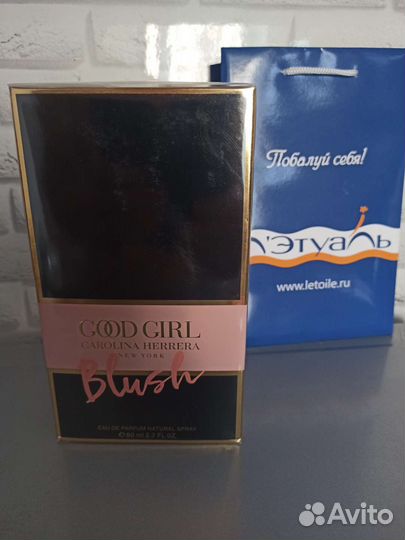 Побалуй себя!
Л'ЭТУАЛЬ
www.letoile.ru
GOOD GIRL
CAROLINA HERRERA
NEW YORK
Blush
EAU DE PARFUM NATURAL SPRAY
℮80 ml 2.7 FL.OZ.
Avito